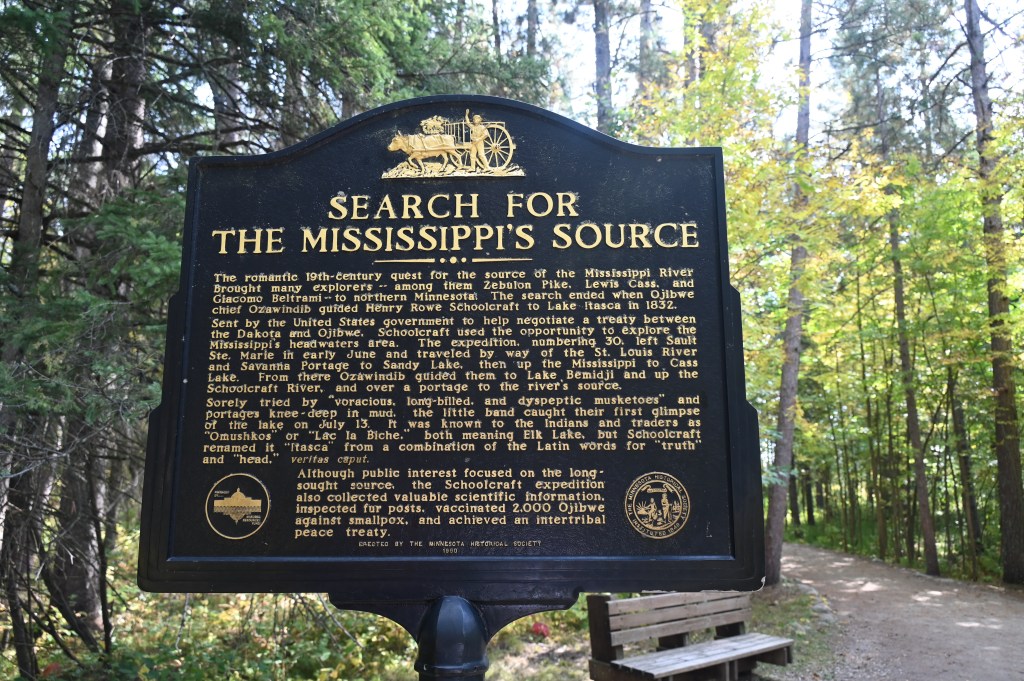 SEARCH FOR
THE MISSISSIPPI'S SOURCE
The romantic 19th-century quest for the source of the Mississippi River
Brought many explorers -- among them Zebulon Pike, Lewis Cass, and
Giacomo Beltrami -- to northern Minnesota. The search ended when Ojibwe
chief Ozawindib guided Henry Rowe Schoolcraft to Lake Itasca in 1832.
Sent by the United States government to help negotiate a treaty between
the Dakota and Ojibwe, Schoolcraft used the opportunity to explore the
Mississippi's headwaters area. The expedition, numbering 30, left Sault
Ste. Marie in early June and traveled by way of the St. Louis River
and Savanna Portage to Sandy Lake, then up the Mississippi to Cass
Lake. From there Ozawindib guided them to Lake Bemidji and up the
Schoolcraft River, and over a portage to the river's source.
Sorely tried by "voracious, long-billed, and dyspeptic musketoes" and
portages knee-deep in mud, the little band caught their first glimpse
of the lake on July 13. It was known to the Indians and traders as
"Omushkos" or "Lac la Biche," both meaning Elk Lake, but Schoolcraft
renamed it "Itasca" from a combination of the Latin words for "truth"
and "head," veritas caput.
Although public interest focused on the long-
sought source, the Schoolcraft expedition
also collected valuable scientific information,
inspected fur posts, vaccinated 2,000 Ojibwe
against smallpox, and achieved an intertribal
peace treaty.
ERECTED BY THE MINNESOTA HISTORICAL SOCIETY
1990